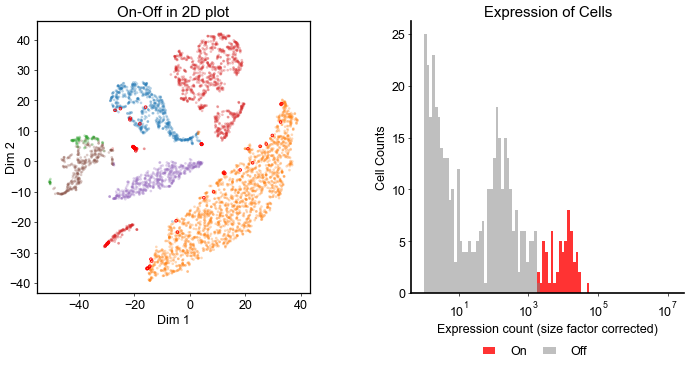 On-Off in 2D plot
Dim 2
40
30
20
10
0
−10
−20
−30
−40
−40 −20 0 20 40
Dim 1
Expression of Cells
Cell Counts
25
20
15
10
5
0
10^1 10^3 10^5 10^7
Expression count (size factor corrected)
On Off